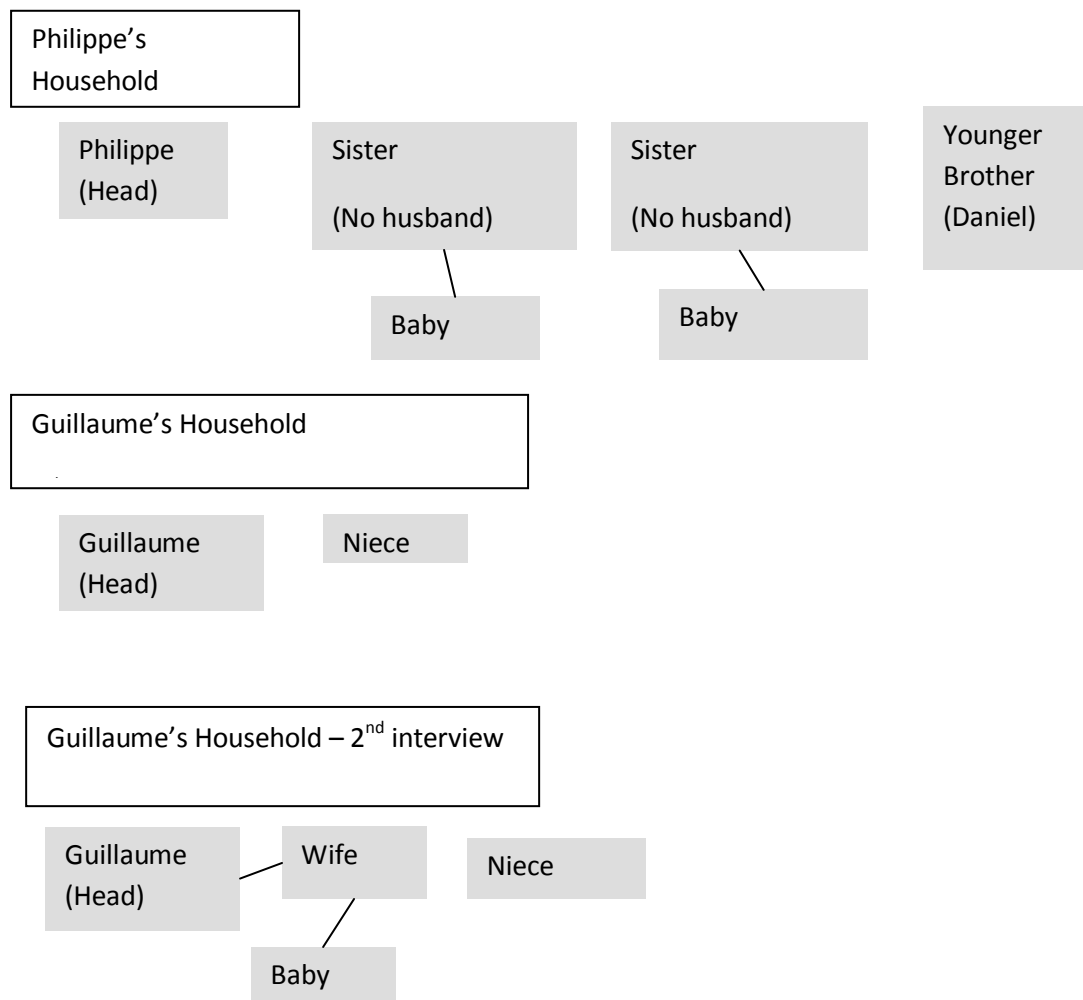 Philippe’s
Household
Philippe
(Head)
Sister
(No husband)
Sister
(No husband)
Younger
Brother
(Daniel)
Baby
Baby
Guillaume’s Household
Guillaume
(Head)
Niece
Guillaume’s Household – 2nd interview
Guillaume
(Head)
Wife
Niece
Baby